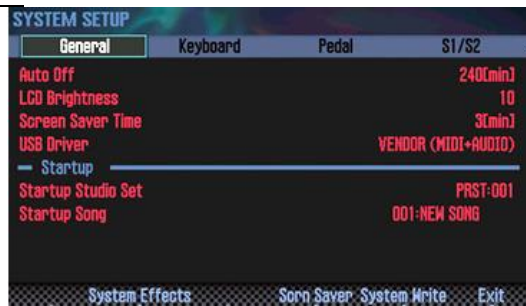 SYSTEM SETUP
General Keyboard Pedal S1/S2
Auto Off 240[min]
LCD Brightness 10
Screen Saver Time 3[min]
USB Driver VENDOR (MIDI+AUDIO)
Startup
Startup Studio Set PRST:001
Startup Song 001:NEW SONG
System Effects Scrn Saver System Write Exit